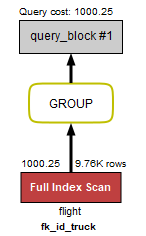 Query cost: 1000.25
query_block #1
GROUP
1000.25 9.76K rows
Full Index Scan
flight
fk_id_truck